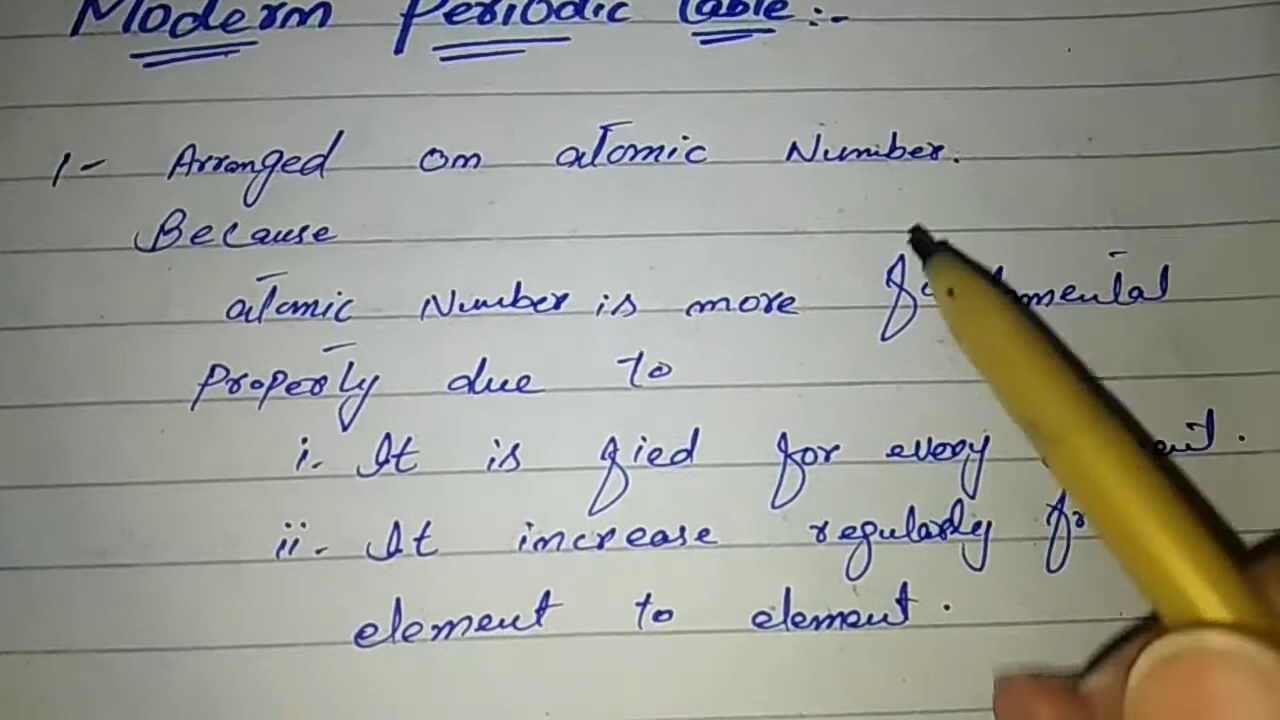 Modern Periodic Table:-
1- Arranged on atomic Number.
Because
atomic Number is more
Property due to
i. It is fied for every
ii. It increase regularly
element to element.